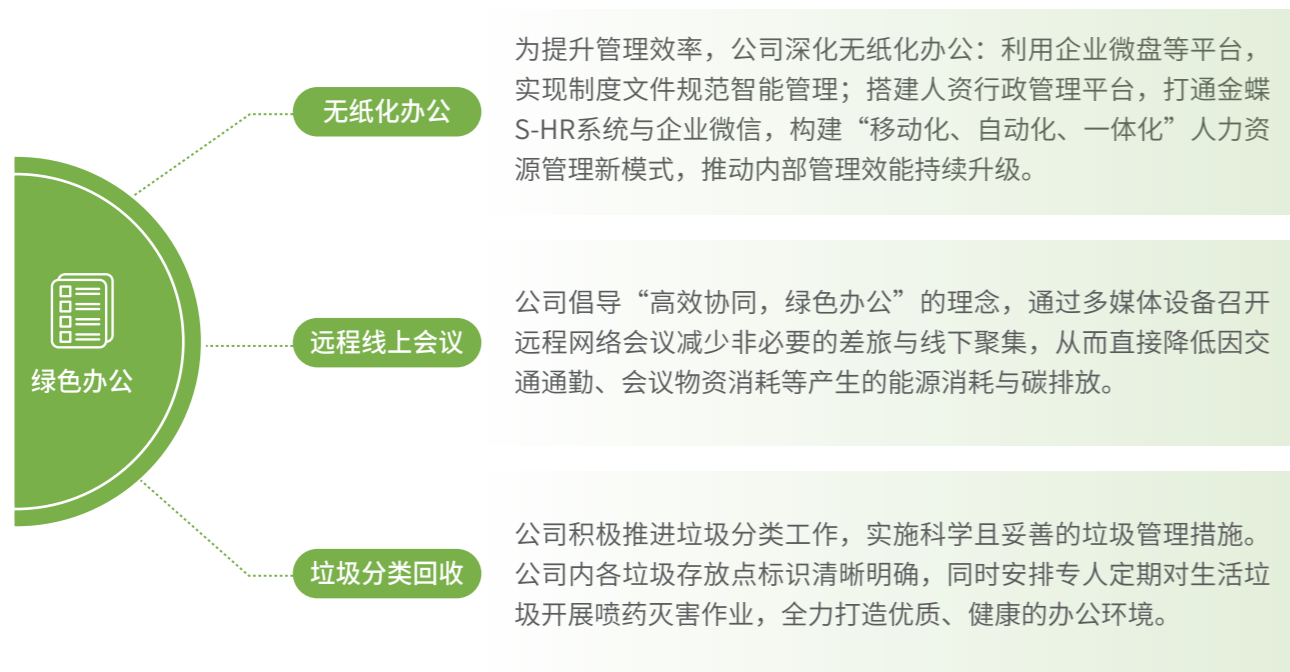 绿色办公
无纸化办公
为提升管理效率，公司深化无纸化办公：利用企业微盘等平台，
实现制度文件规范智能管理；搭建人资行政管理平台，打通金蝶
S-HR系统与企业微信，构建“移动化、自动化、一体化”人力资
源管理新模式，推动内部管理效能持续升级。
远程线上会议
公司倡导“高效协同，绿色办公”的理念，通过多媒体设备召开
远程网络会议减少非必要的差旅与线下聚集，从而直接降低因交
通通勤、会议物资消耗等产生的能源消耗与碳排放。
垃圾分类回收
公司积极推进垃圾分类工作，实施科学且妥善的垃圾管理措施。
公司内各垃圾存放点标识清晰明确，同时安排专人定期对生活垃
圾开展喷药灭害作业，全力打造优质、健康的办公环境。